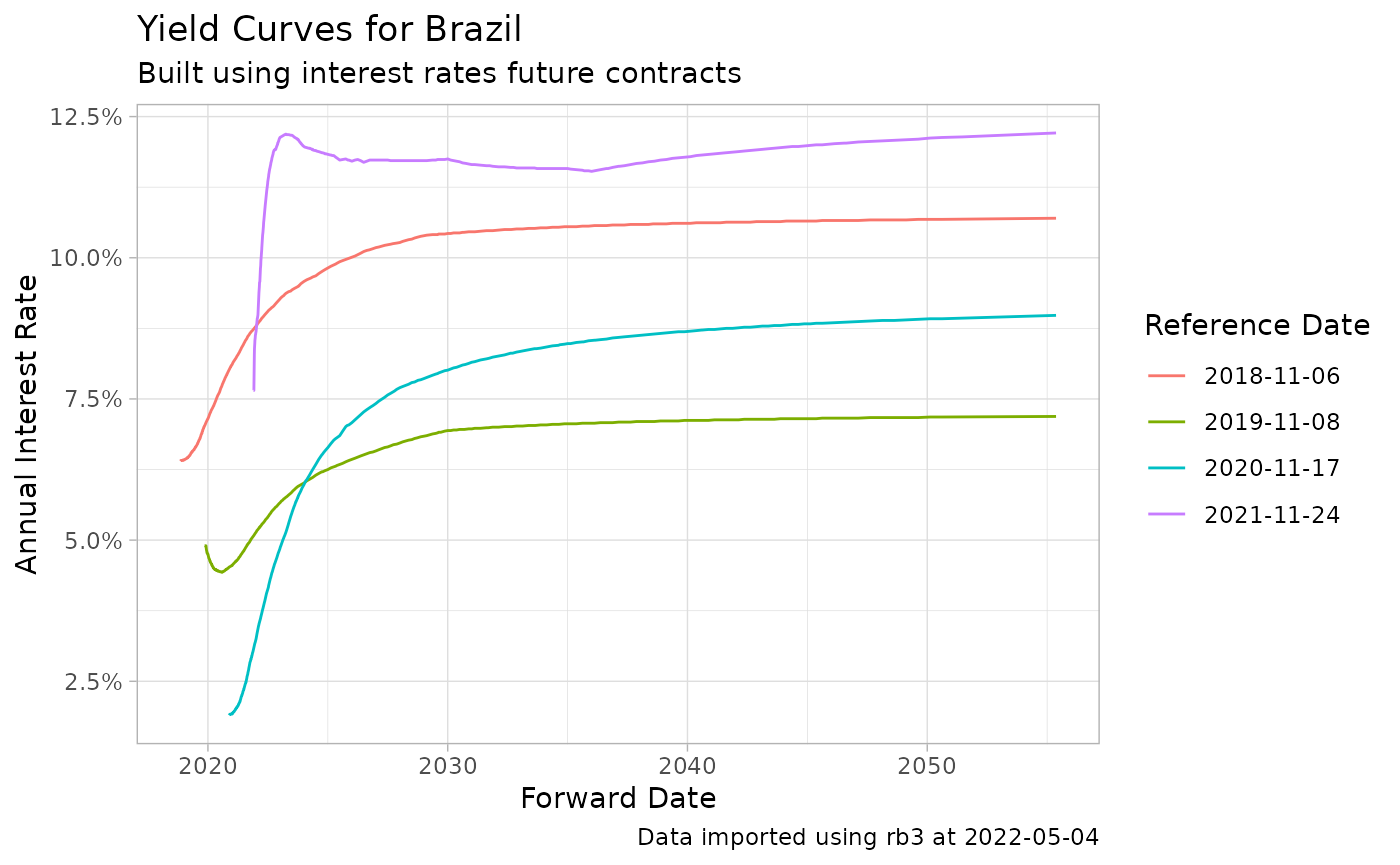 Yield Curves for Brazil
Built using interest rates future contracts
12.5%
10.0%
7.5%
5.0%
2.5%
Annual Interest Rate
2020
2030
2040
2050
Forward Date
Reference Date
2018-11-06
2019-11-08
2020-11-17
2021-11-24
Data imported using rb3 at 2022-05-04